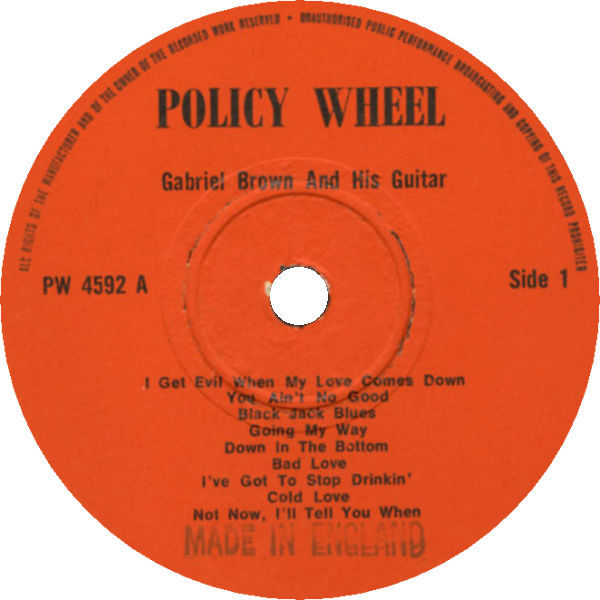 ALL RIGHTS OF THE MANUFACTURER AND OF THE OWNER OF THE RECORDED WORK RESERVED • UNAUTHORISED PUBLIC PERFORMANCE BROADCASTING AND COPYING OF THIS RECORD PROHIBITED
POLICY WHEEL
Gabriel Brown And His Guitar
PW 4592 A
Side 1
I Get Evil When My Love Comes Down
You Ain't No Good
Black Jack Blues
Going My Way
Down In The Bottom
Bad Love
I've Got To Stop Drinkin'
Cold Love
Not Now, I'll Tell You When
MADE IN ENGLAND